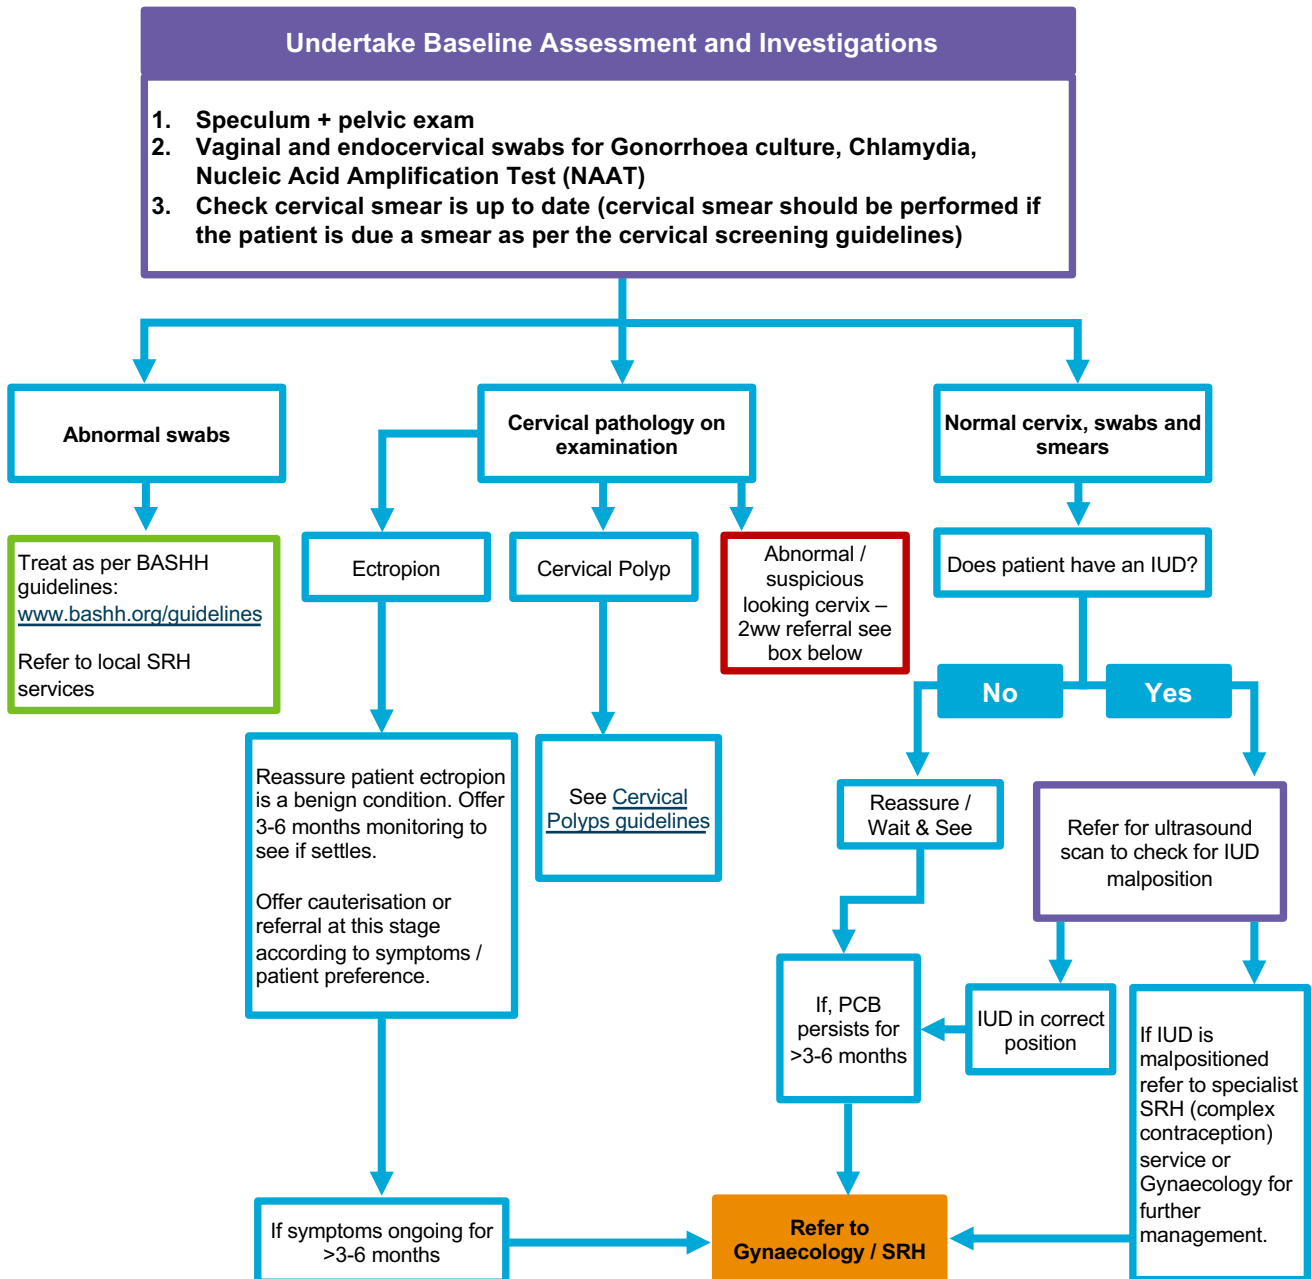 Undertake Baseline Assessment and Investigations
1. Speculum + pelvic exam
2. Vaginal and endocervical swabs for Gonorrhoea culture, Chlamydia,
Nucleic Acid Amplification Test (NAAT)
3. Check cervical smear is up to date (cervical smear should be performed if
the patient is due a smear as per the cervical screening guidelines)
Abnormal swabs
Cervical pathology on
examination
Normal cervix, swabs and
smears
Treat as per BASHH
guidelines:
www.bashh.org/guidelines
Refer to local SRH
services
Ectropion
Cervical Polyp
Abnormal /
suspicious
looking cervix –
2ww referral see
box below
Does patient have an IUD?
No
Yes
Reassure patient ectropion
is a benign condition. Offer
3-6 months monitoring to
see if settles.
Offer cauterisation or
referral at this stage
according to symptoms /
patient preference.
See Cervical
Polyps guidelines
Reassure /
Wait & See
Refer for ultrasound
scan to check for IUD
malposition
If, PCB
persists for
>3-6 months
IUD in correct
position
If IUD is
malpositioned
refer to specialist
SRH (complex
contraception)
service or
Gynaecology for
further
management.
If symptoms ongoing for
>3-6 months
Refer to
Gynaecology / SRH